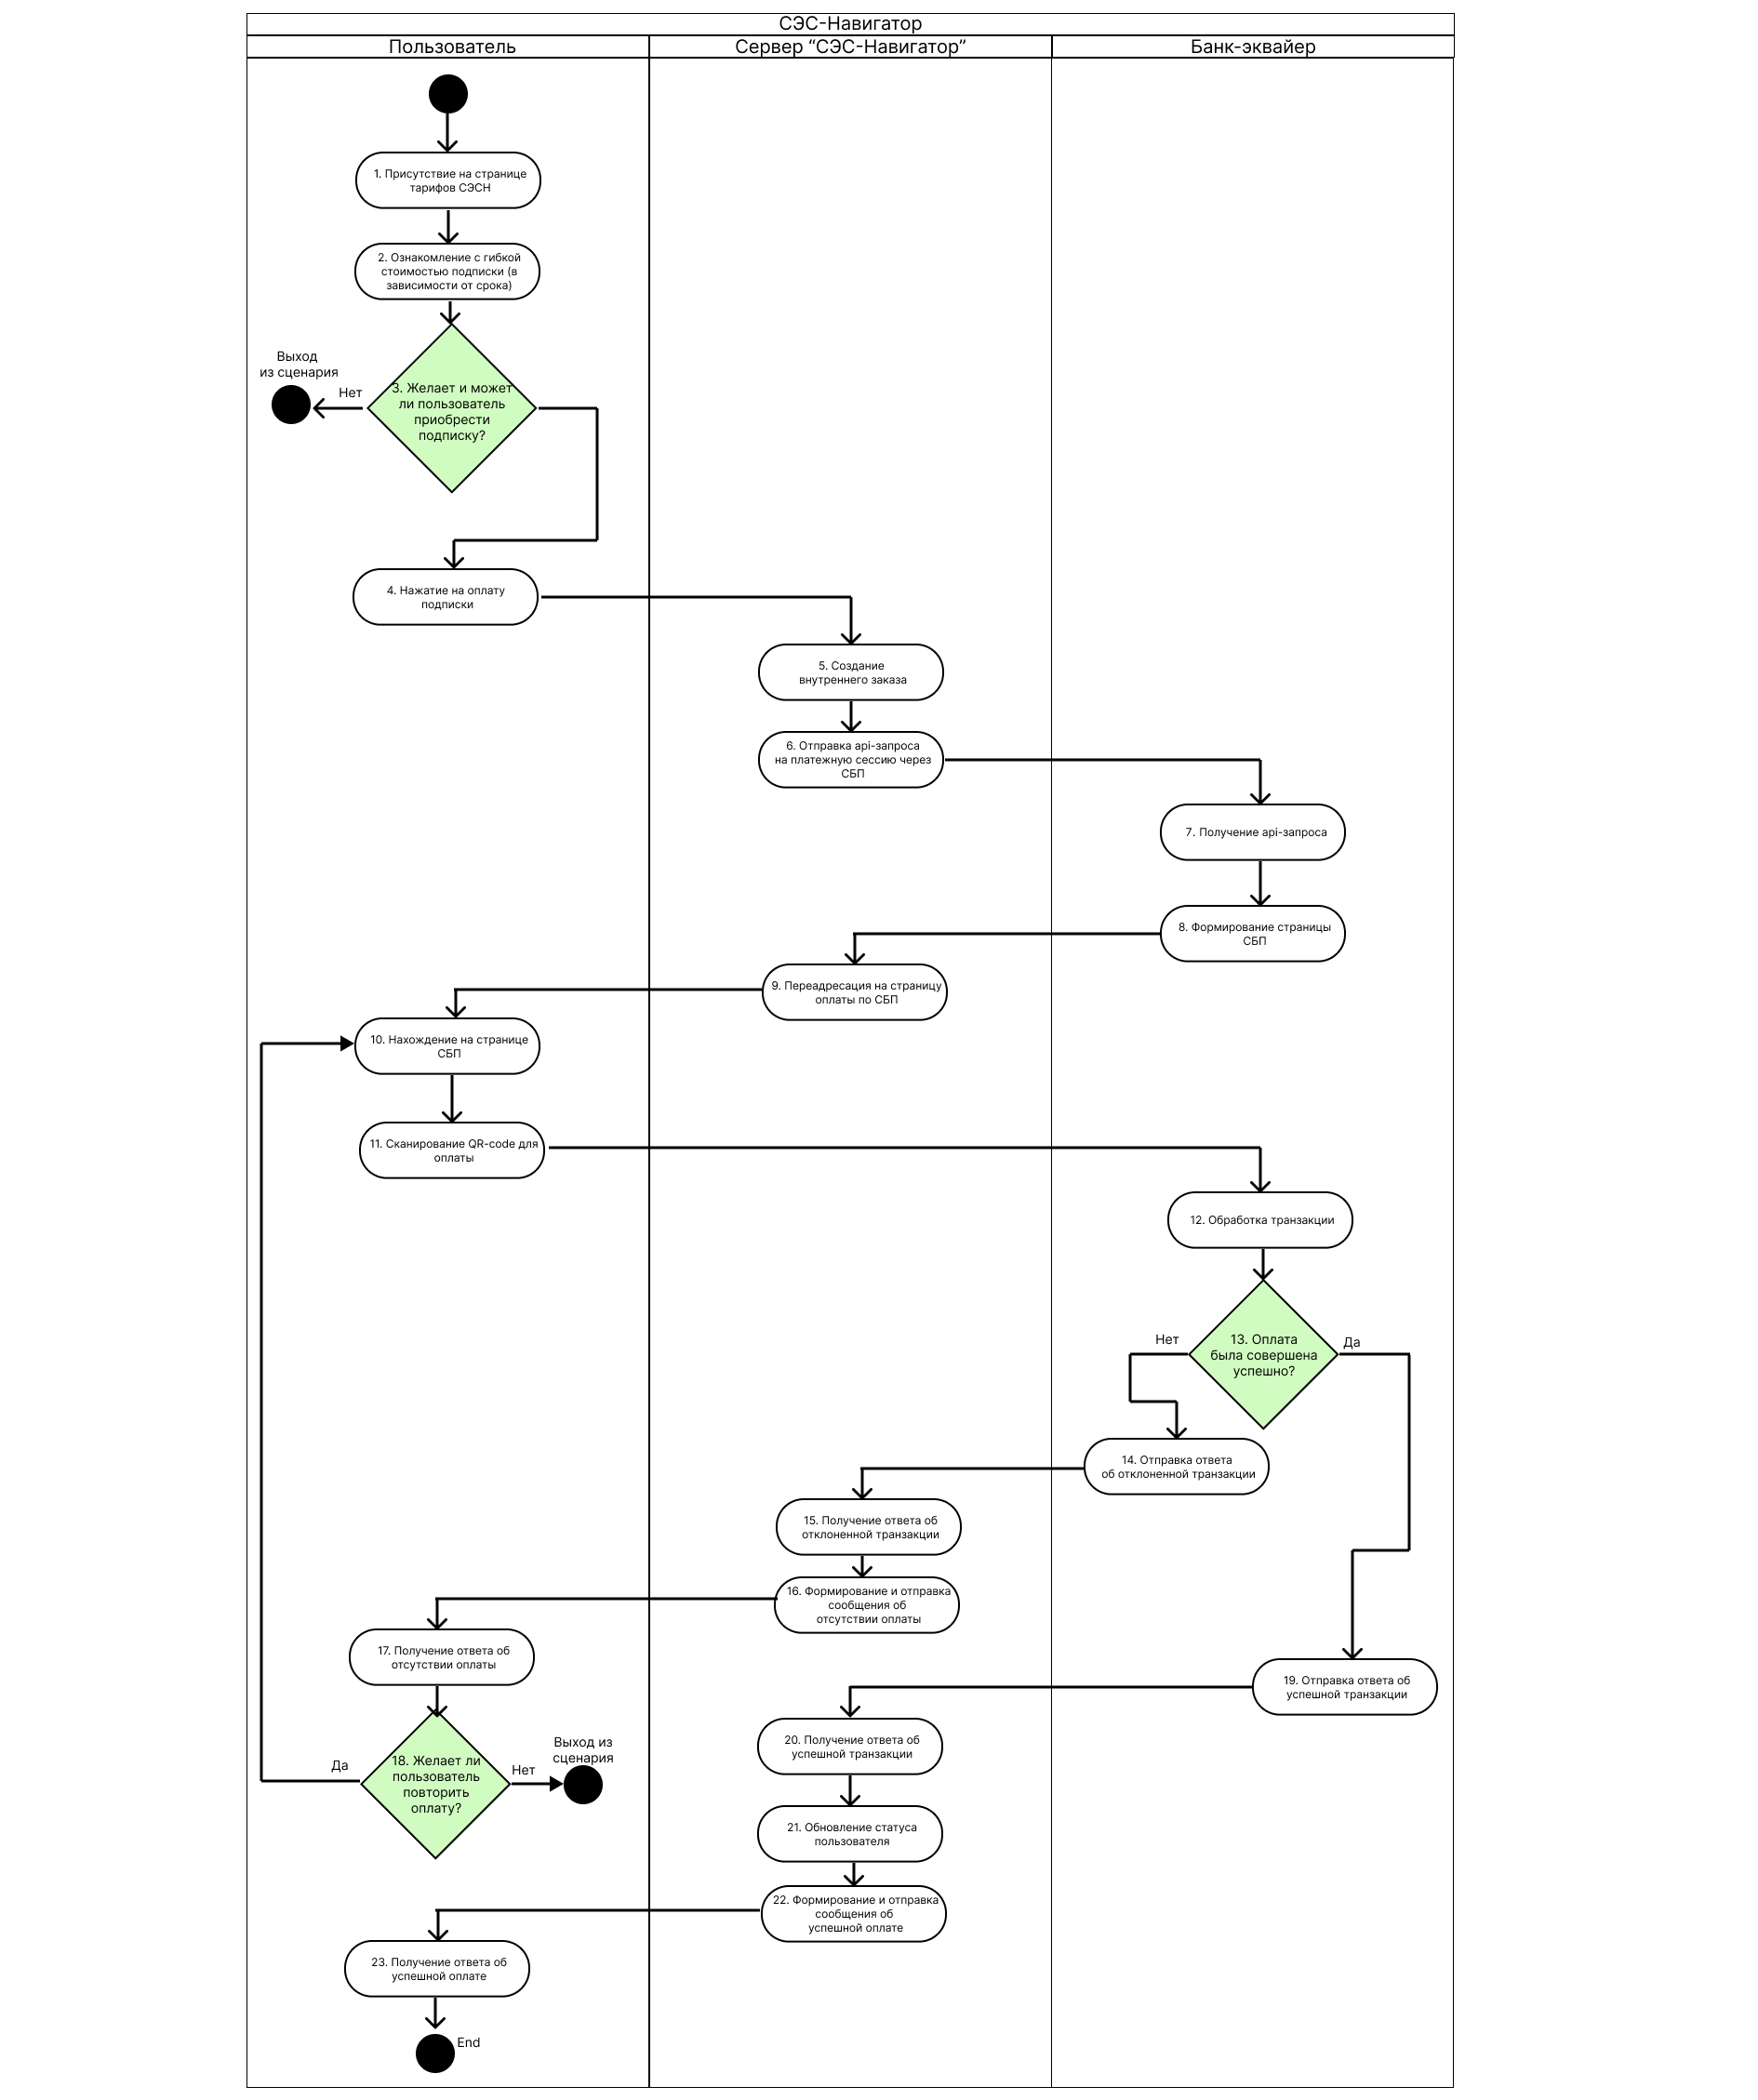 СЭС-Навигатор
Пользователь
Сервер “СЭС-Навигатор”
Банк-эквайер
1. Присутствие на странице
тарифов СЭСН
2. Ознакомление с гибкой
стоимостью подписки (в
зависимости от срока)
Выход
из сценария
Нет
3. Желает и может
ли пользователь
приобрести
подписку?
4. Нажатие на оплату
подписки
5. Создание
внутреннего заказа
6. Отправка api-запроса
на платежную сессию через
СБП
7. Получение api-запроса
8. Формирование страницы
СБП
9. Переадресация на страницу
оплаты по СБП
10. Нахождение на странице
СБП
11. Сканирование QR-code для
оплаты
12. Обработка транзакции
Нет
13. Оплата
была совершена
успешно?
Да
14. Отправка ответа
об отклоненной транзакции
15. Получение ответа об
отклоненной транзакции
16. Формирование и отправка
сообщения об
отсутствии оплаты
17. Получение ответа об
отсутствии оплаты
Да
18. Желает ли
пользователь
повторить
оплату?
Нет
Выход из
сценария
19. Отправка ответа об
успешной транзакции
20. Получение ответа об
успешной транзакции
21. Обновление статуса
пользователя
22. Формирование и отправка
сообщения об
успешной оплате
23. Получение ответа об
успешной оплате
End